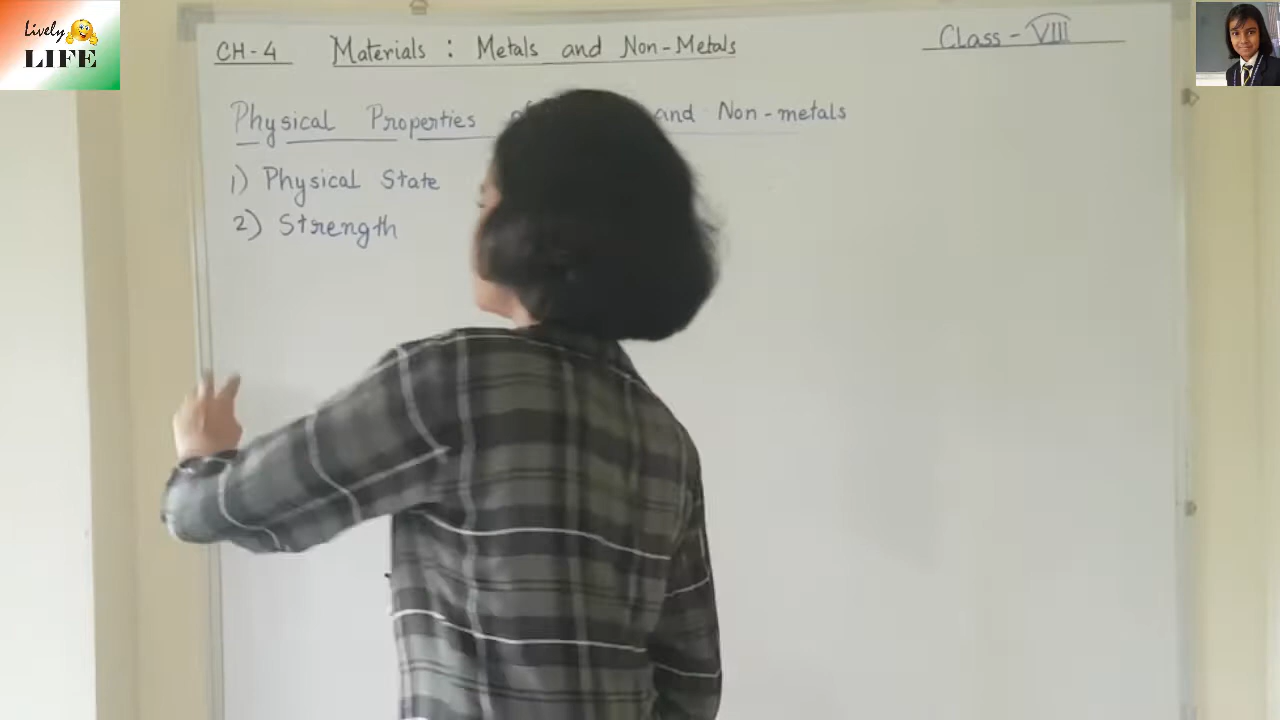 Lively
LIFE
CH-4 Materials : Metals and Non-Metals Class - VIII
Physical Properties and Non-metals
1) Physical State
2) Strength